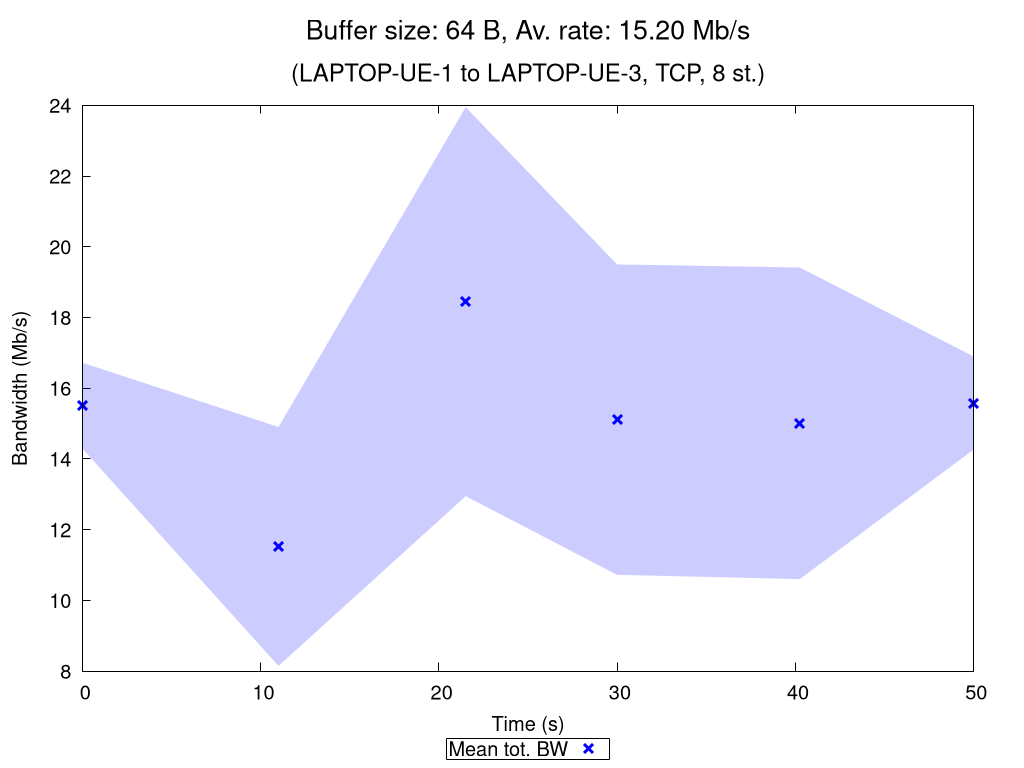 Buffer size: 64 B, Av. rate: 15.20 Mb/s
(LAPTOP-UE-1 to LAPTOP-UE-3, TCP, 8 st.)
24
22
20
18
16
14
12
10
8
Bandwidth (Mb/s)
0 10 20 30 40 50
Time (s)
Mean tot. BW